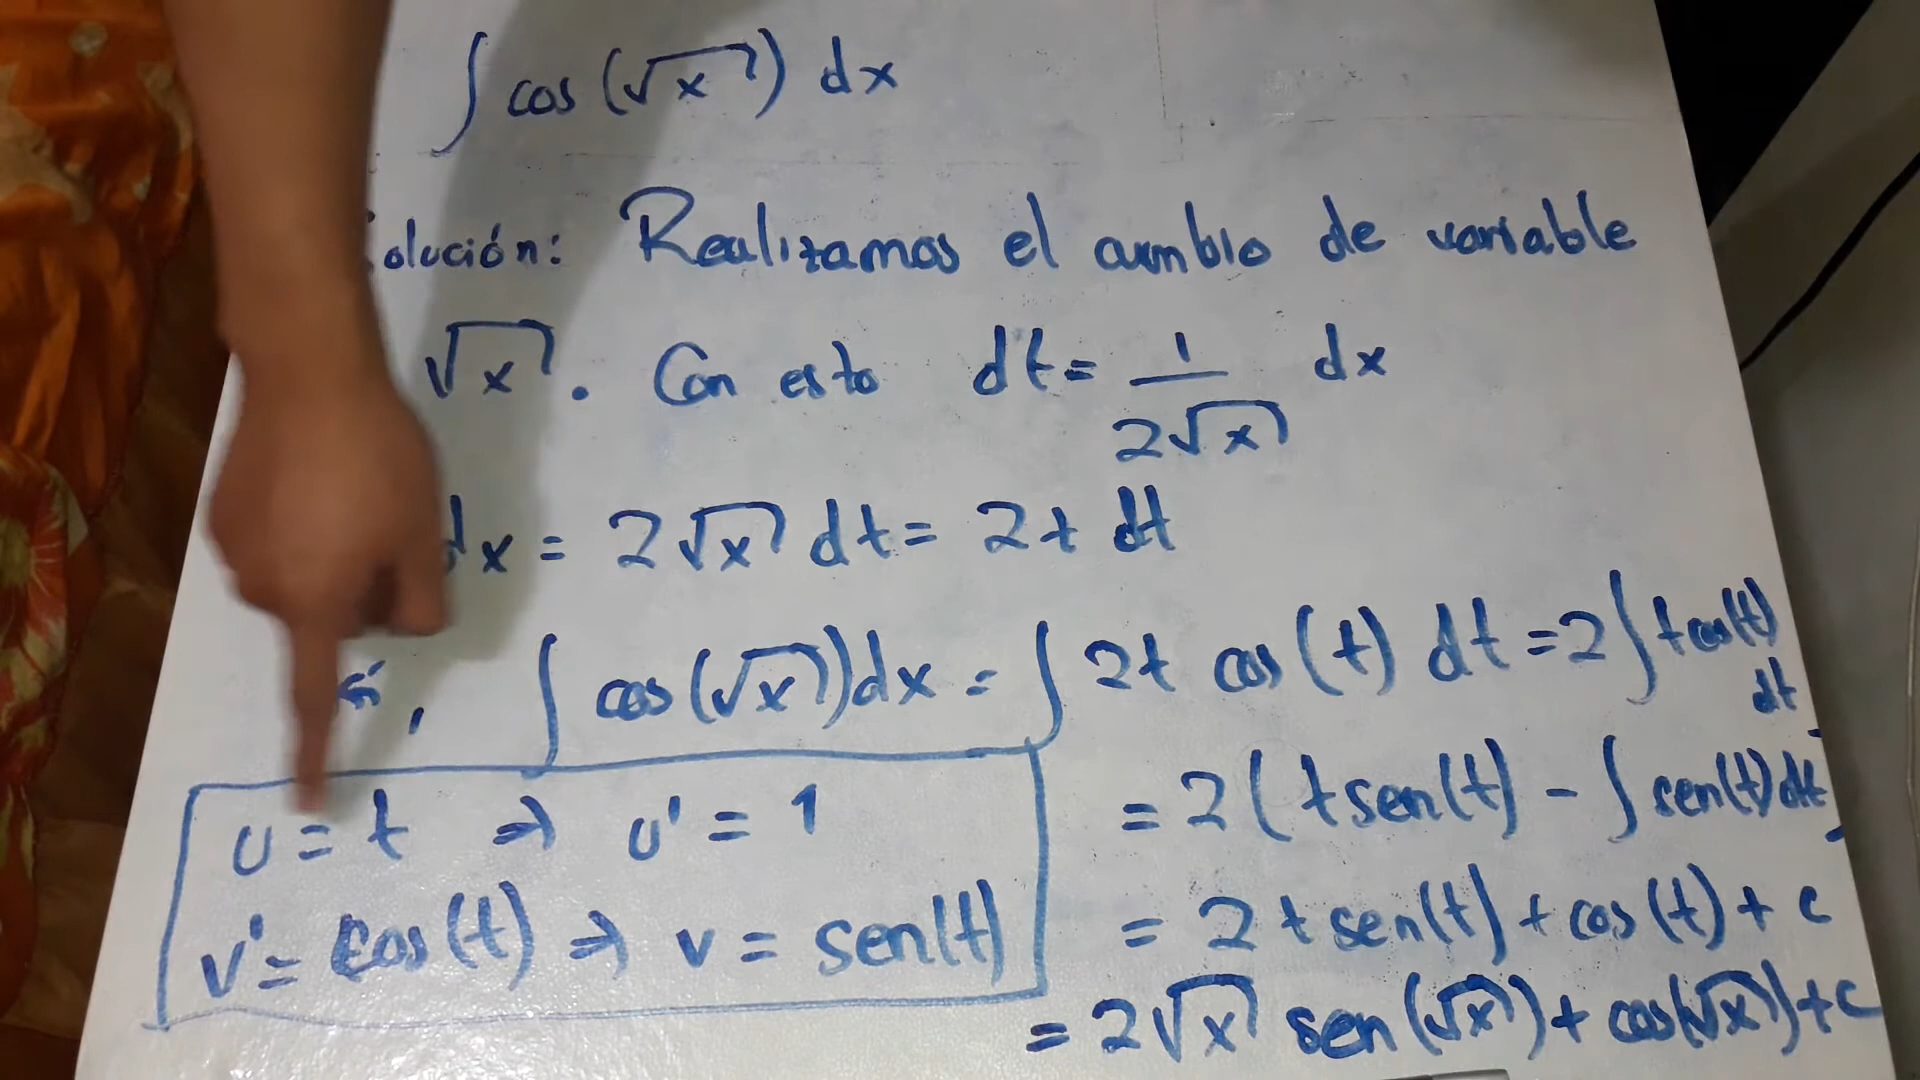 ∫ cos (√x) dx
olución: Realizamos el cambio de variable
√x. Con esto dt = 1/(2√x) dx
dx = 2√x dt = 2t dt
sí, ∫ cos(√x)dx = ∫ 2t cos(t) dt = 2∫ t cos(t) dt
= 2(t sen(t) - ∫ sen(t) dt
u = t ⇒ u' = 1
= 2 t sen(t) + cos(t) + c
v' = cos(t) ⇒ v = sen(t)
= 2√x sen(√x) + cos(√x) + c